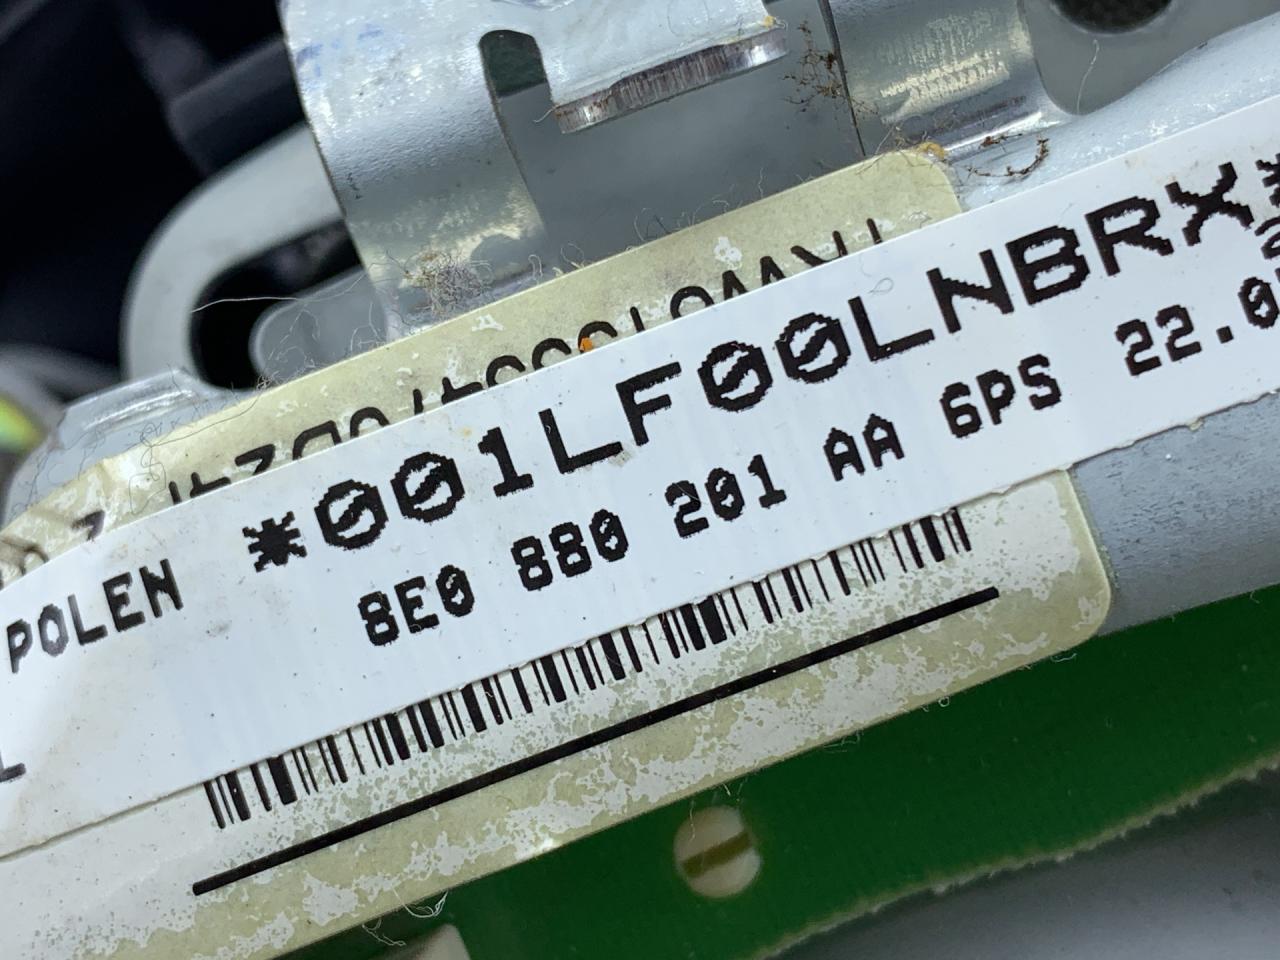 POLEN *001LF00LNBRX*
8E0 880 201 AA 6PS 22.0
L